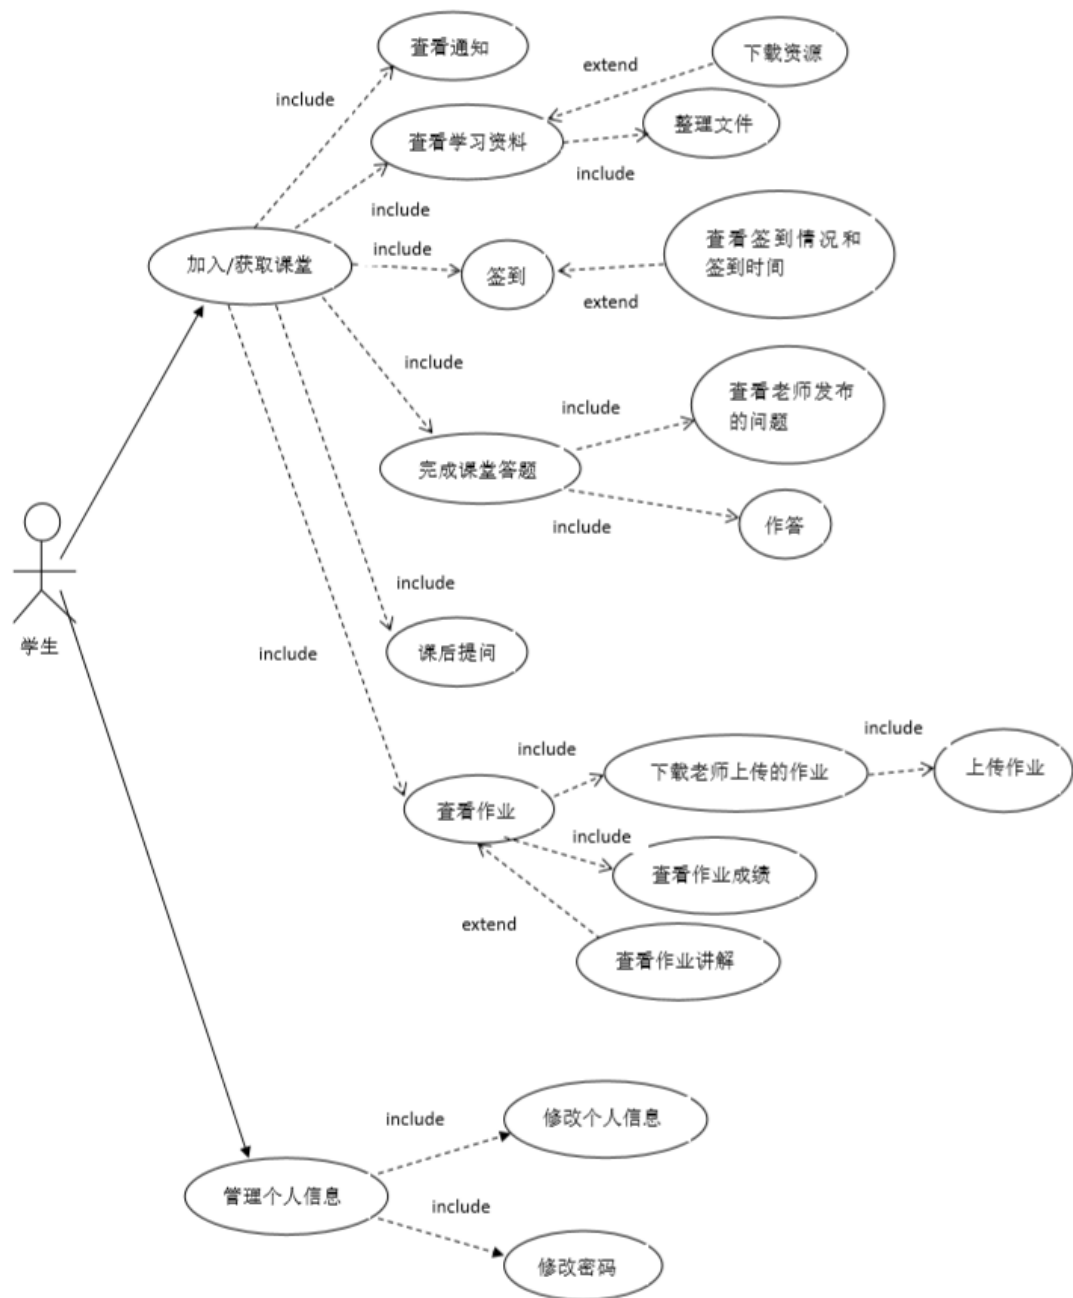 查看通知
下载资源
extend
include
整理文件
查看学习资料
include
include
查看签到情况和
签到时间
include
加入/获取课堂
签到
extend
include
查看老师发布
的问题
include
完成课堂答题
作答
include
include
学生
课后提问
include
include
include
下载老师上传的作业
上传作业
查看作业
include
查看作业成绩
extend
查看作业讲解
include
修改个人信息
管理个人信息
include
修改密码